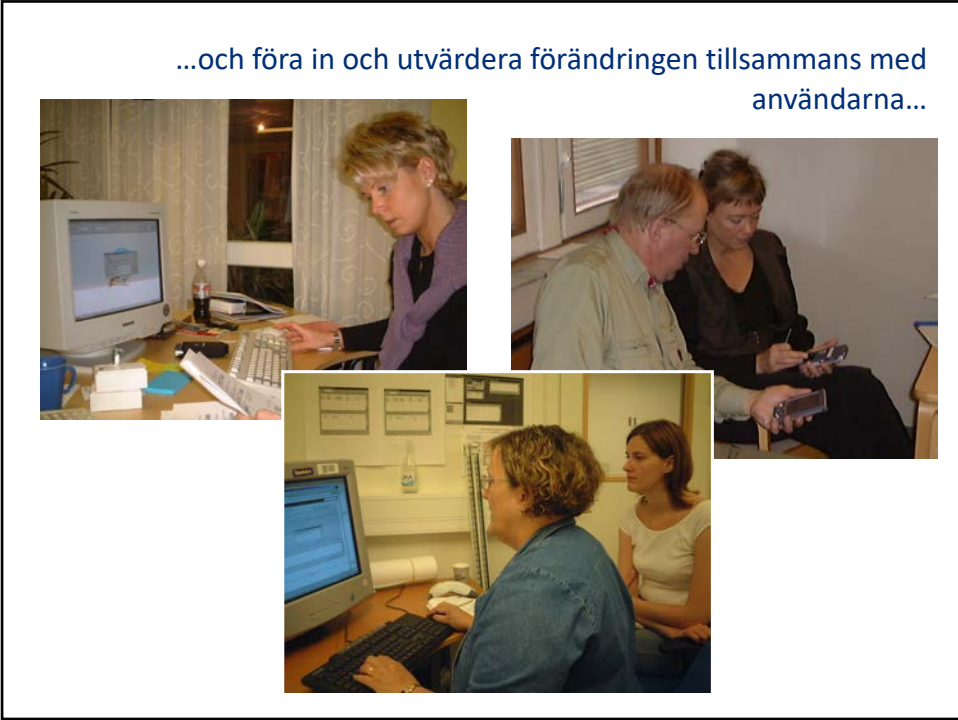 …och föra in och utvärdera förändringen tillsammans med
användarna…